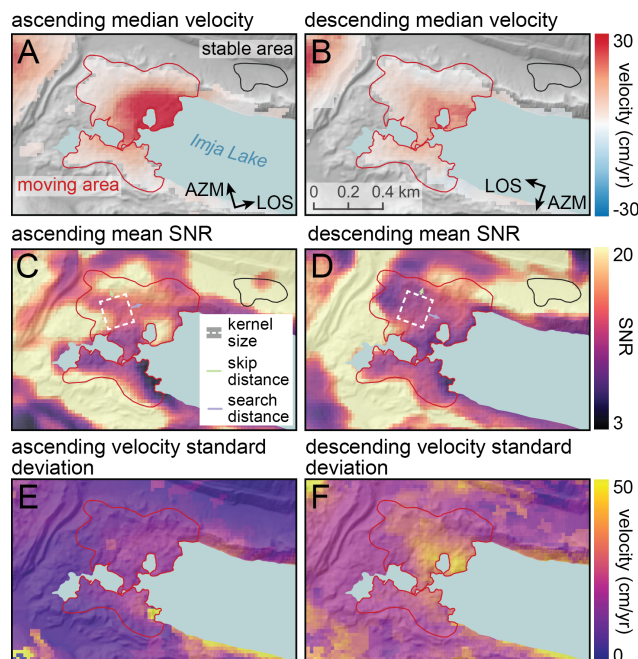 ascending median velocity
descending median velocity
A
stable area
B
30
velocity (cm/yr)
-30
Imja Lake
moving area
AZM
LOS
LOS
AZM
0 0.2 0.4 km
ascending mean SNR
descending mean SNR
C
D
20
SNR
3
kernel
size
skip
distance
search
distance
ascending velocity standard
deviation
descending velocity standard
deviation
E
F
50
velocity (cm/yr)
0